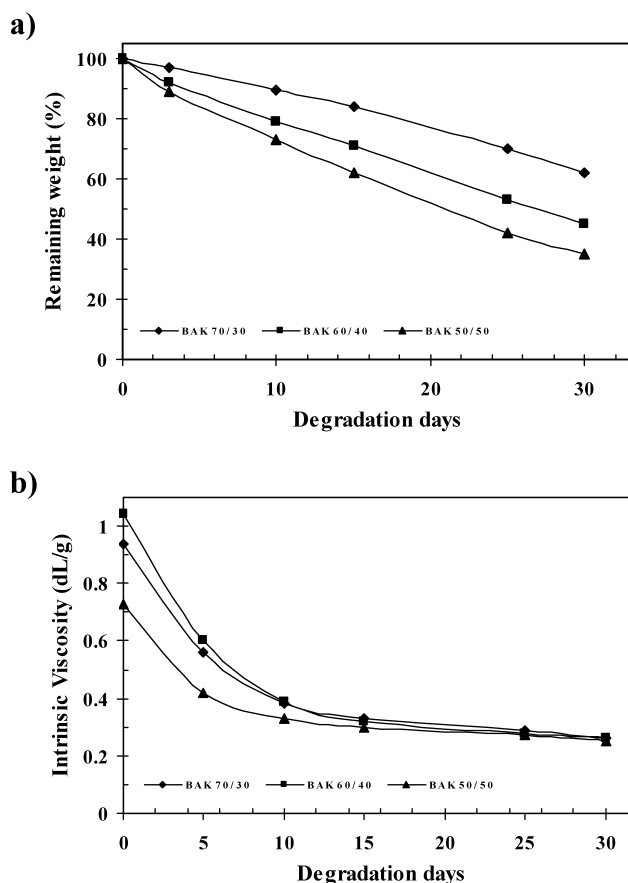 a)
Remaining weight (%)
100
80
60
40
20
0
BAK 70/30 BAK 60/40 BAK 50/50
0 10 20 30
Degradation days
b)
Intrinsic Viscosity (dL/g)
1
0.8
0.6
0.4
0.2
0
BAK 70/30 BAK 60/40 BAK 50/50
0 5 10 15 20 25 30
Degradation days